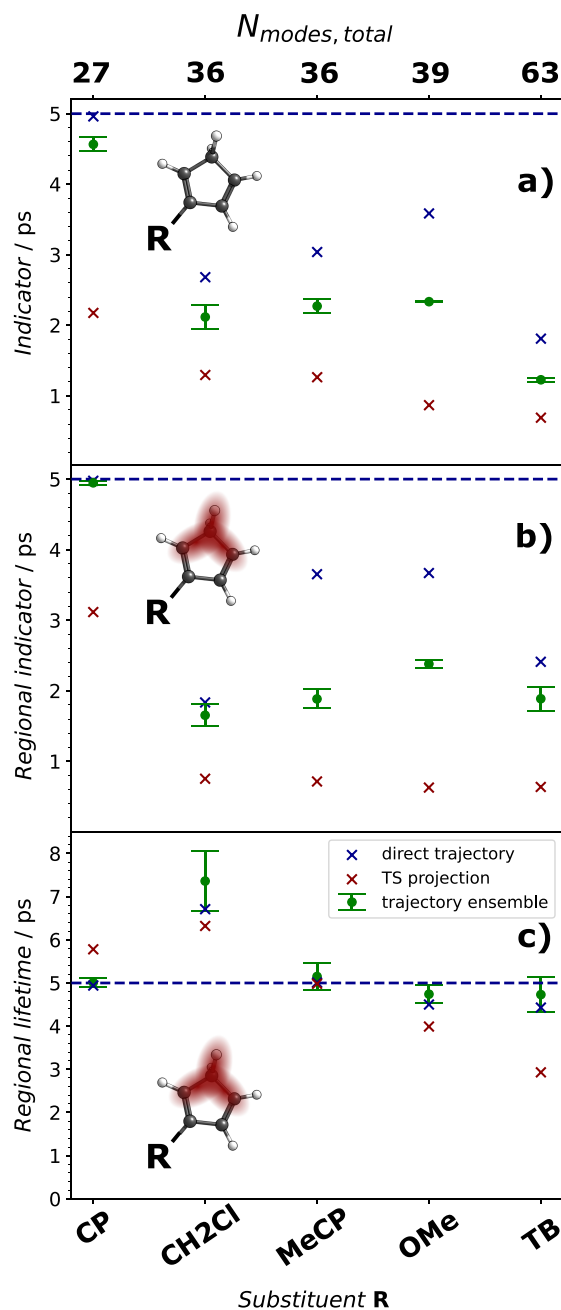 N_modes, total
27 36 36 39 63
5
a)
4
3
2
1
Indicator / ps
R
5
b)
4
3
2
1
Regional indicator / ps
R
8
7
6
5
4
3
2
1
0
Regional lifetime / ps
direct trajectory
TS projection
trajectory ensemble
c)
R
CP CH2Cl MeCP OMe TB
Substituent R